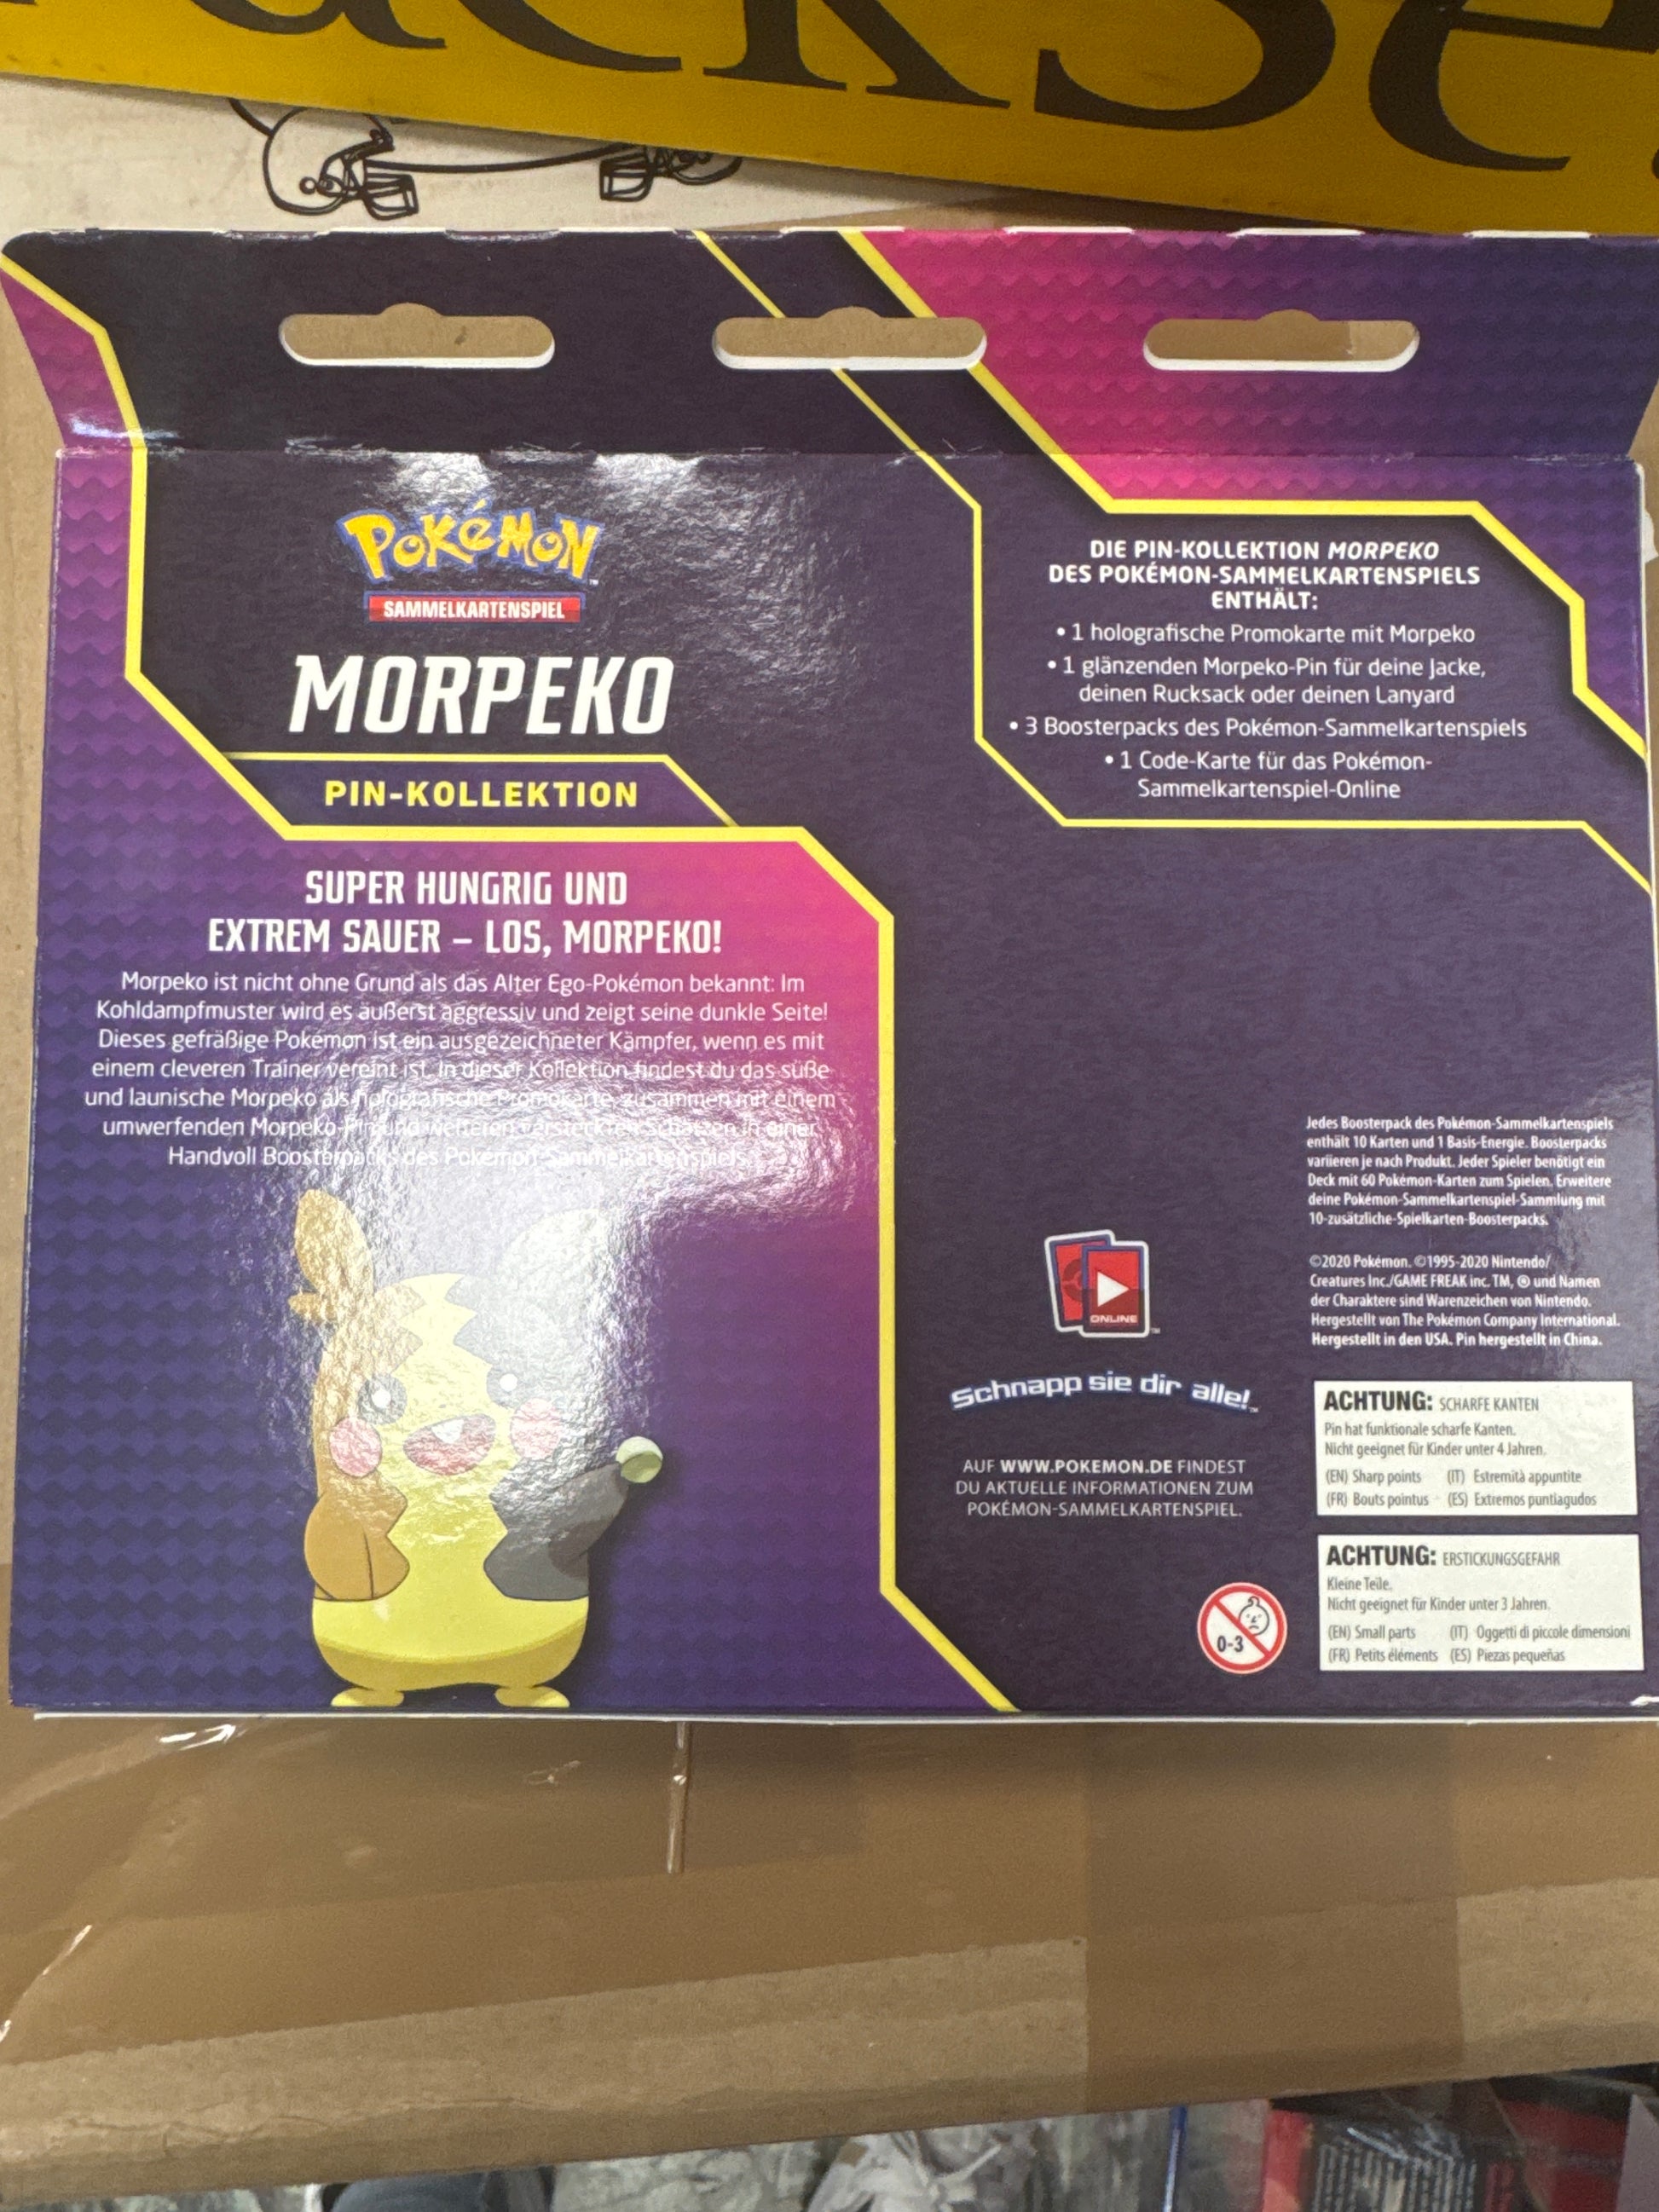 cKSe
POKÉMON
SAMMELKARTENSPIEL
MORPEKO
PIN-KOLLEKTION
SUPER HUNGRIG UND
EXTREM SAUER – LOS, MORPEKO!
Morpeko ist nicht ohne Grund als das Alter Ego-Pokémon bekannt: Im
Kohldampfmuster wird es äußerst aggressiv und zeigt seine dunkle Seite!
Dieses gefräßige Pokémon ist ein ausgezeichneter Kämpfer, wenn es mit
einem cleveren Trainer vereint ist. In dieser Kollektion findest du das süße
und launische Morpeko als holografische Promokarte, zusammen mit einem
umwerfenden Morpeko-Pin und weiteren versteckten Schätzen in einer
Handvoll Boosterpacks des Pokémon-Sammelkartenspiels.
DIE PIN-KOLLEKTION MORPEKO
DES POKÉMON-SAMMELKARTENSPIELS
ENTHÄLT:
• 1 holografische Promokarte mit Morpeko
• 1 glänzenden Morpeko-Pin für deine Jacke,
deinen Rucksack oder deinen Lanyard
• 3 Boosterpacks des Pokémon-Sammelkartenspiels
• 1 Code-Karte für das Pokémon-
Sammelkartenspiel-Online
ONLINE
Schnapp sie dir alle!™
AUF WWW.POKEMON.DE FINDEST
DU AKTUELLE INFORMATIONEN ZUM
POKÉMON-SAMMELKARTENSPIEL.
Jedes Boosterpack des Pokémon-Sammelkartenspiels
enthält 10 Karten und 1 Basis-Energie. Boosterpacks
variieren je nach Produkt. Jeder Spieler benötigt ein
Deck mit 60 Pokémon-Karten zum Spielen. Erweitere
deine Pokémon-Sammelkartenspiel-Sammlung mit
10-zusätzliche-Spielkarten-Boosterpacks.
©2020 Pokémon. ©1995-2020 Nintendo/
Creatures Inc./GAME FREAK inc. TM, ® und Namen
der Charaktere sind Warenzeichen von Nintendo.
Hergestellt von The Pokémon Company International.
Hergestellt in den USA. Pin hergestellt in China.
ACHTUNG: SCHARFE KANTEN
Pin hat funktionale scharfe Kanten.
Nicht geeignet für Kinder unter 4 Jahren.
(EN) Sharp points (IT) Estremità appuntite
(FR) Bouts pointus (ES) Extremos puntiagudos
0-3
ACHTUNG: ERSTICKUNGSGEFAHR
Kleine Teile.
Nicht geeignet für Kinder unter 3 Jahren.
(EN) Small parts (IT) Oggetti di piccole dimensioni
(FR) Petits éléments (ES) Piezas pequeñas